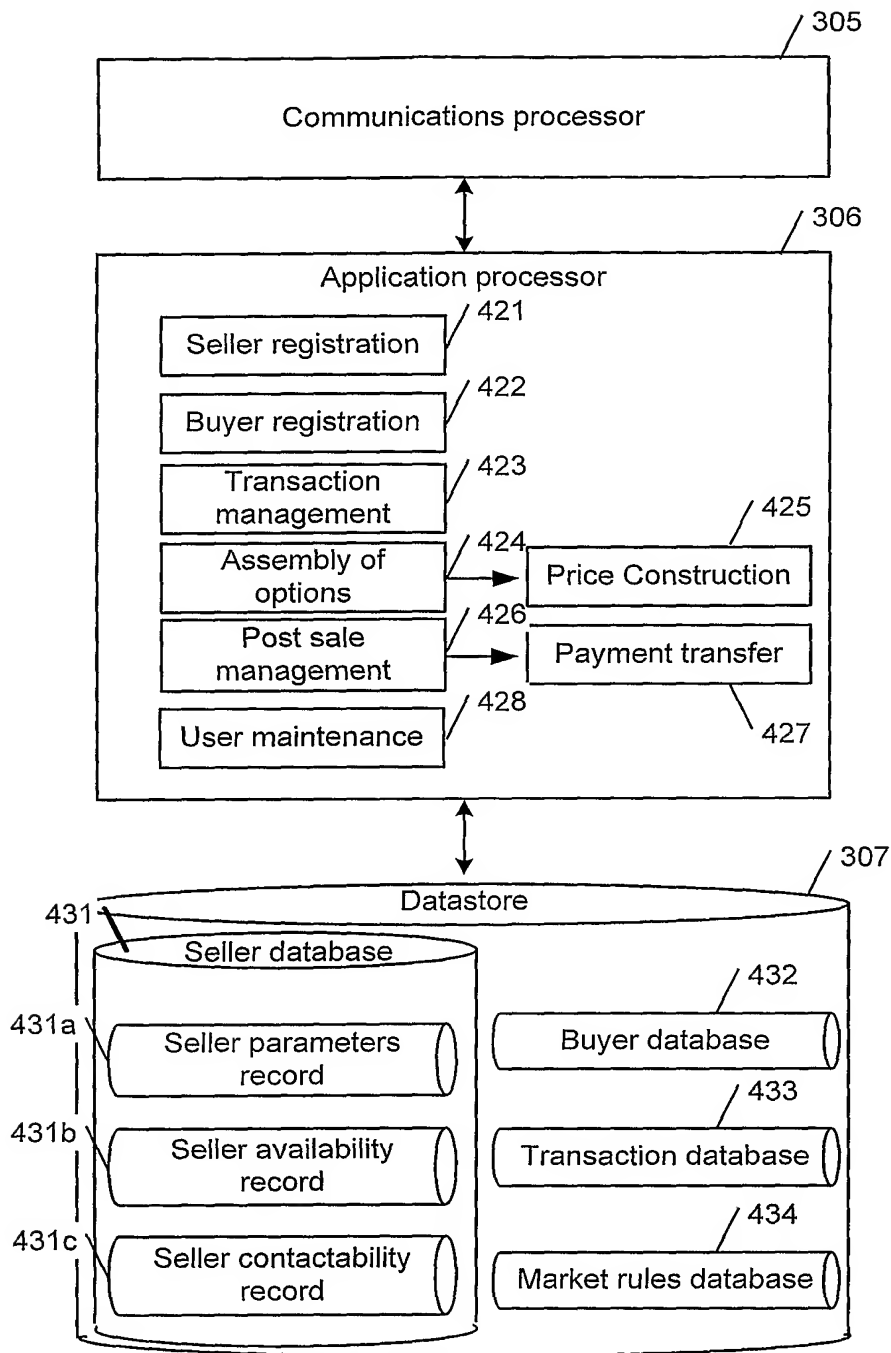 305
Communications processor
306
Application processor
421
Seller registration
422
Buyer registration
423
Transaction
management
424
425
Assembly of
options
Price Construction
426
Post sale
management
Payment transfer
428
427
User maintenance
307
Datastore
431
Seller database
432
431a
Seller parameters
record
Buyer database
433
431b
Seller availability
record
Transaction database
434
431c
Seller contactability
record
Market rules database